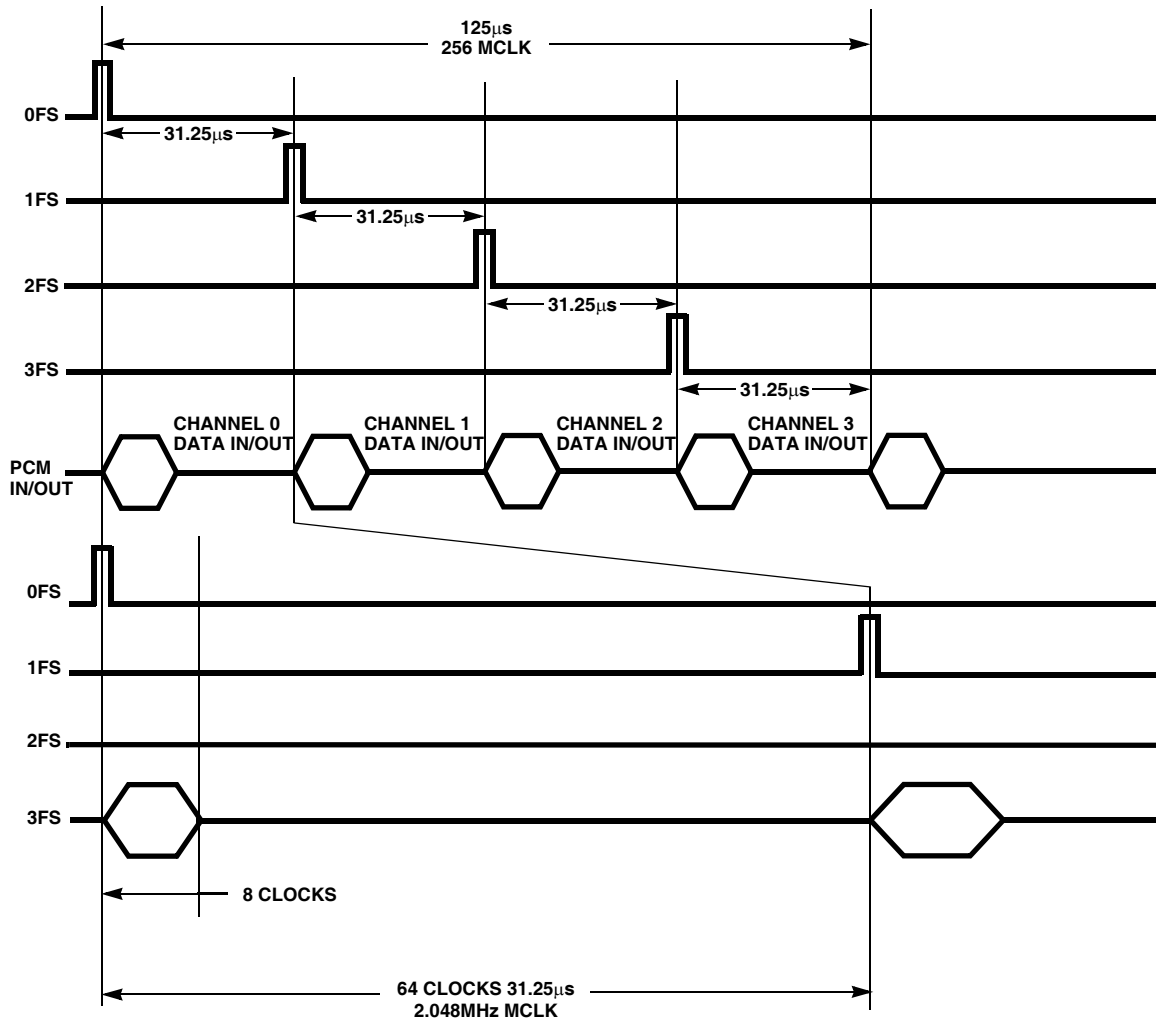 125μs
256 MCLK
0FS
31.25μs
1FS
31.25μs
2FS
31.25μs
3FS
31.25μs
CHANNEL 0
DATA IN/OUT
CHANNEL 1
DATA IN/OUT
CHANNEL 2
DATA IN/OUT
CHANNEL 3
DATA IN/OUT
PCM
IN/OUT
0FS
1FS
2FS
3FS
8 CLOCKS
64 CLOCKS 31.25μs
2.048MHz MCLK